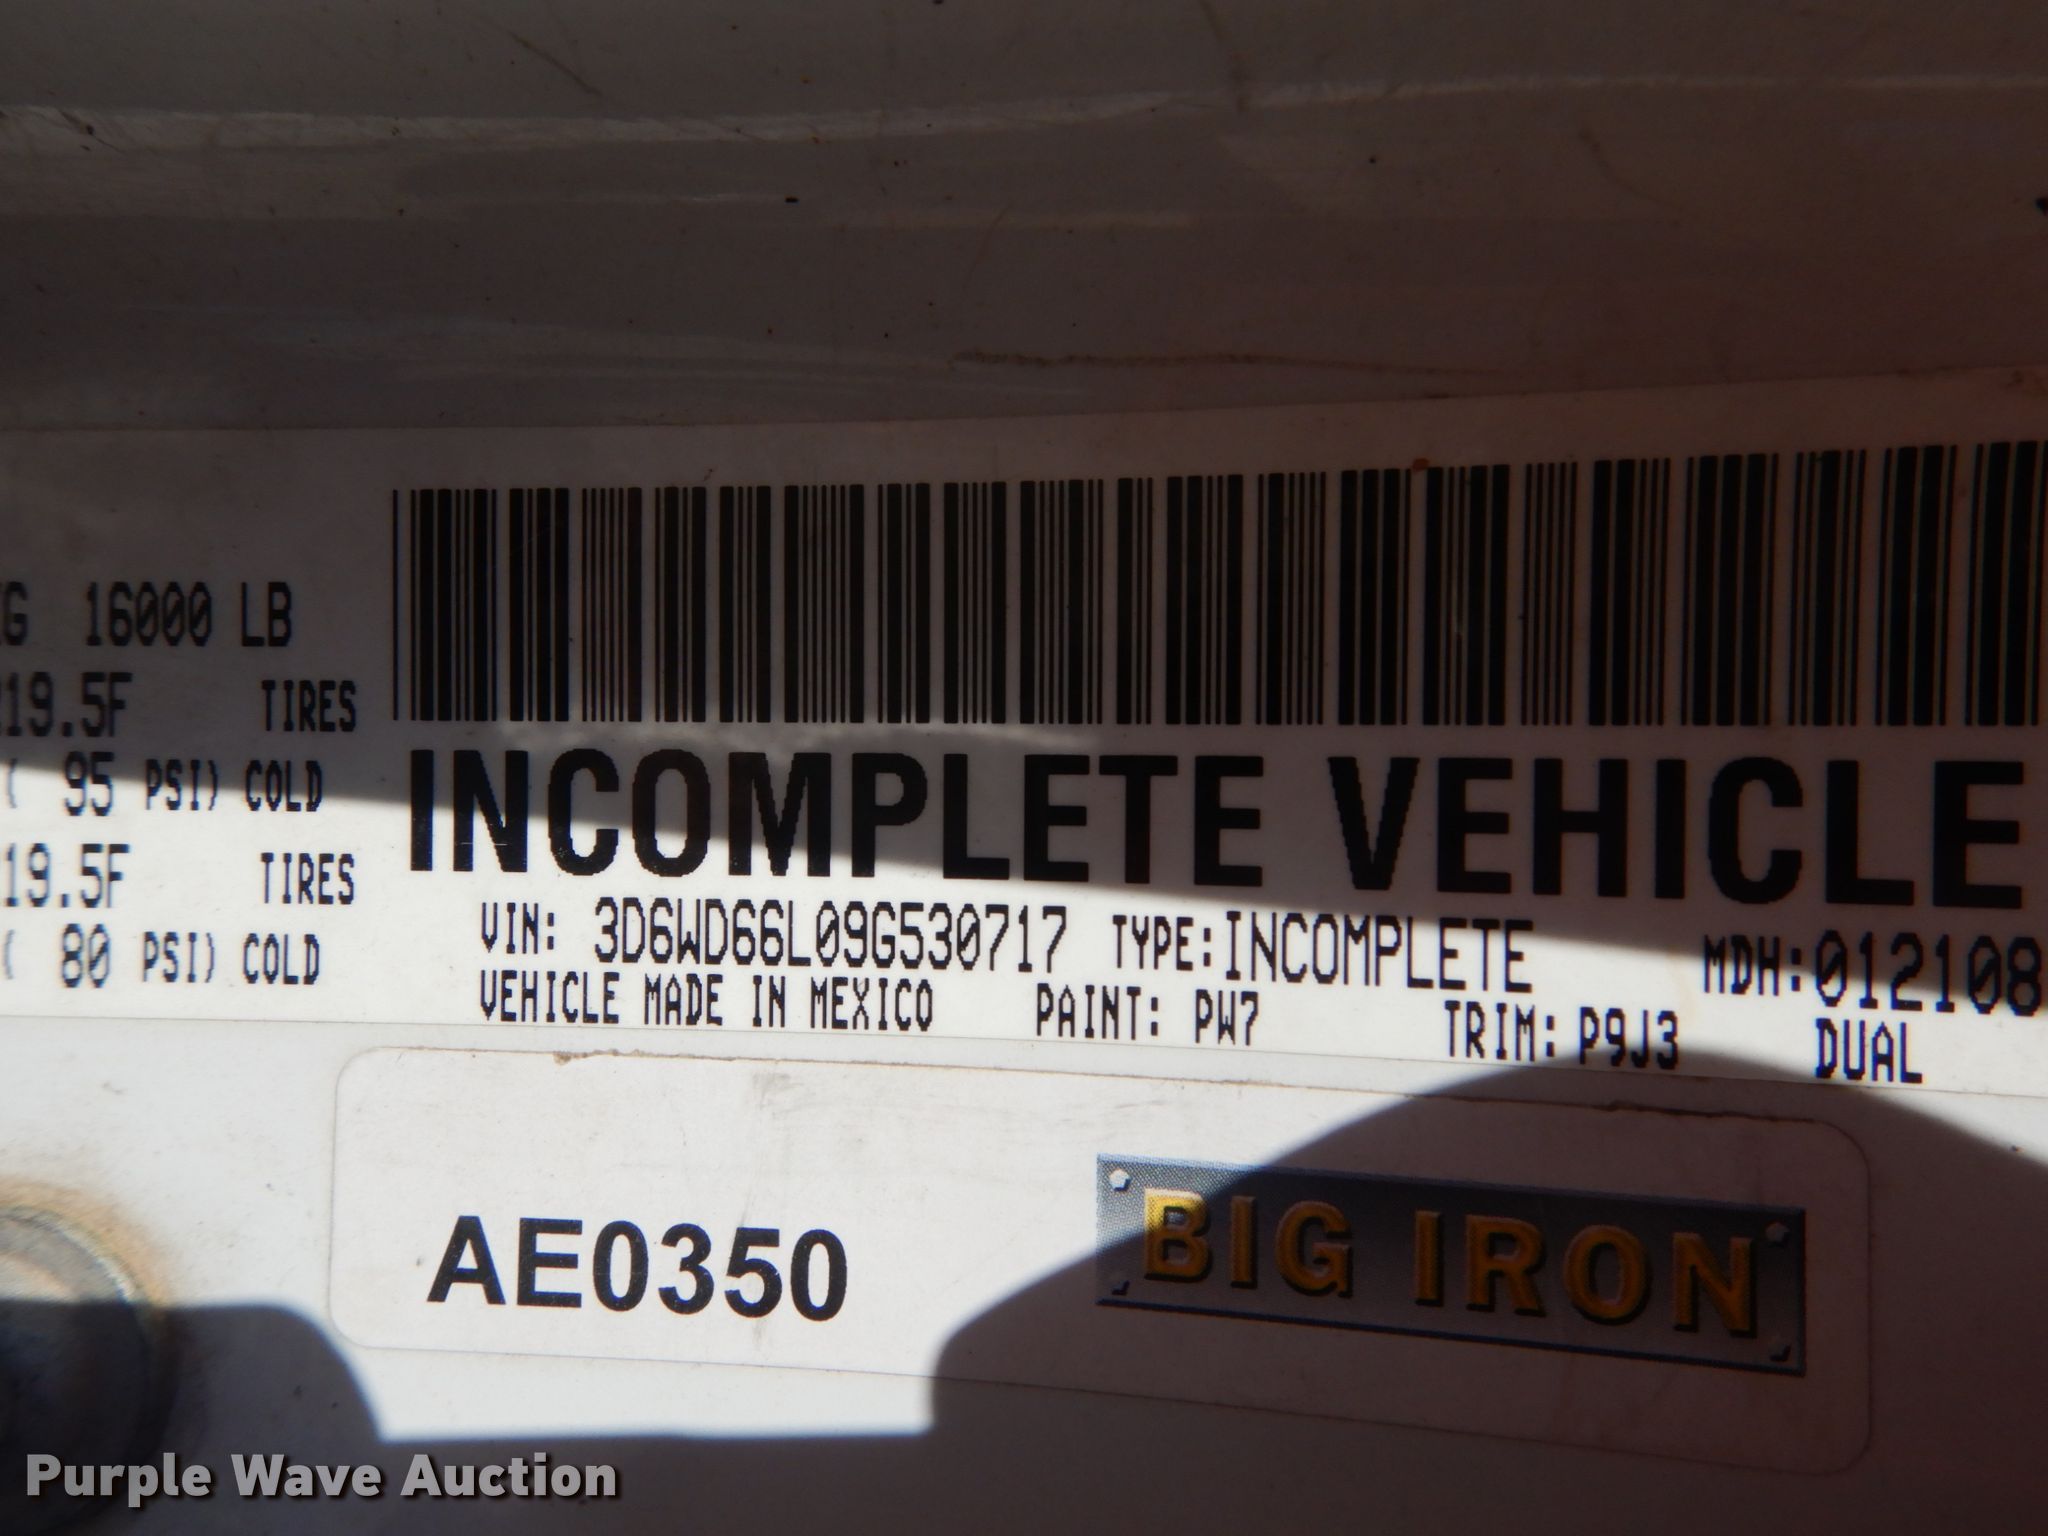 G 16000 LB
19.5F TIRES
( 95 PSI) COLD
19.5F TIRES
( 80 PSI) COLD
INCOMPLETE VEHICLE
VIN: 3D6WD66L09G530717 TYPE:INCOMPLETE MDH:012108
VEHICLE MADE IN MEXICO PAINT: PW7 TRIM: P9J3 DUAL
AE0350 BIG IRON
Purple Wave Auction